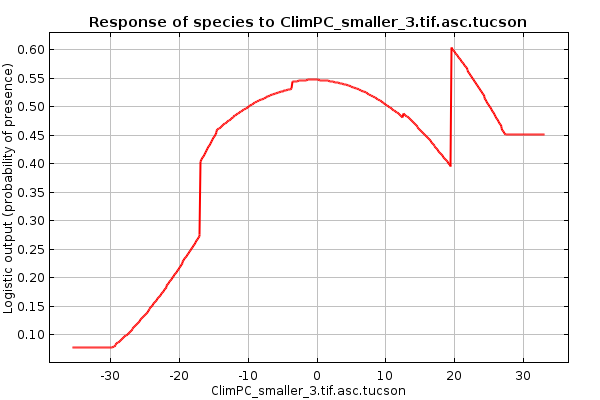 Response of species to ClimPC_smaller_3.tif.asc.tucson
Logistic output (probability of presence)
0.60
0.55
0.50
0.45
0.40
0.35
0.30
0.25
0.20
0.15
0.10
-30 -20 -10 0 10 20 30
ClimPC_smaller_3.tif.asc.tucson